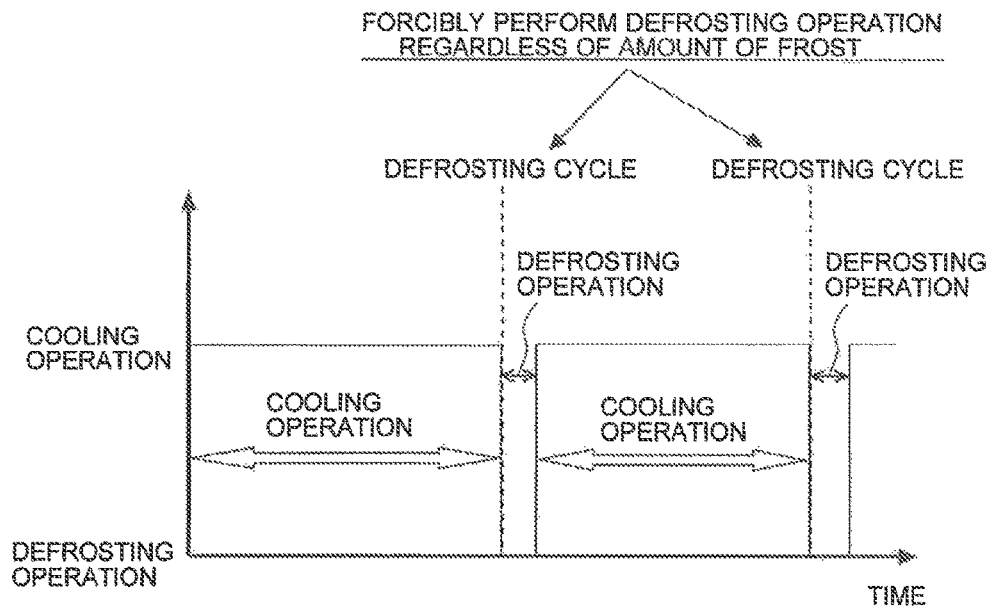 FORCIBLY PERFORM DEFROSTING OPERATION
REGARDLESS OF AMOUNT OF FROST
DEFROSTING CYCLE
DEFROSTING CYCLE
DEFROSTING
OPERATION
DEFROSTING
OPERATION
COOLING
OPERATION
COOLING
OPERATION
COOLING
OPERATION
DEFROSTING
OPERATION
TIME